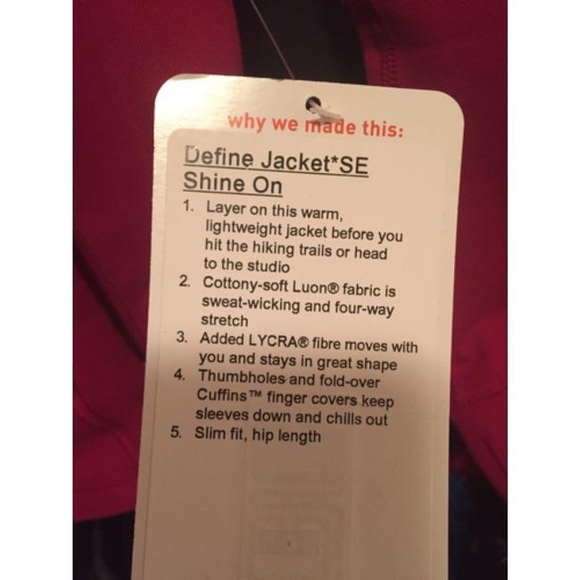 why we made this:
Define Jacket*SE
Shine On
1. Layer on this warm,
lightweight jacket before you
hit the hiking trails or head
to the studio
2. Cottony-soft Luon® fabric is
sweat-wicking and four-way
stretch
3. Added LYCRA® fibre moves with
you and stays in great shape
4. Thumbholes and fold-over
Cuffins™ finger covers keep
sleeves down and chills out
5. Slim fit, hip length